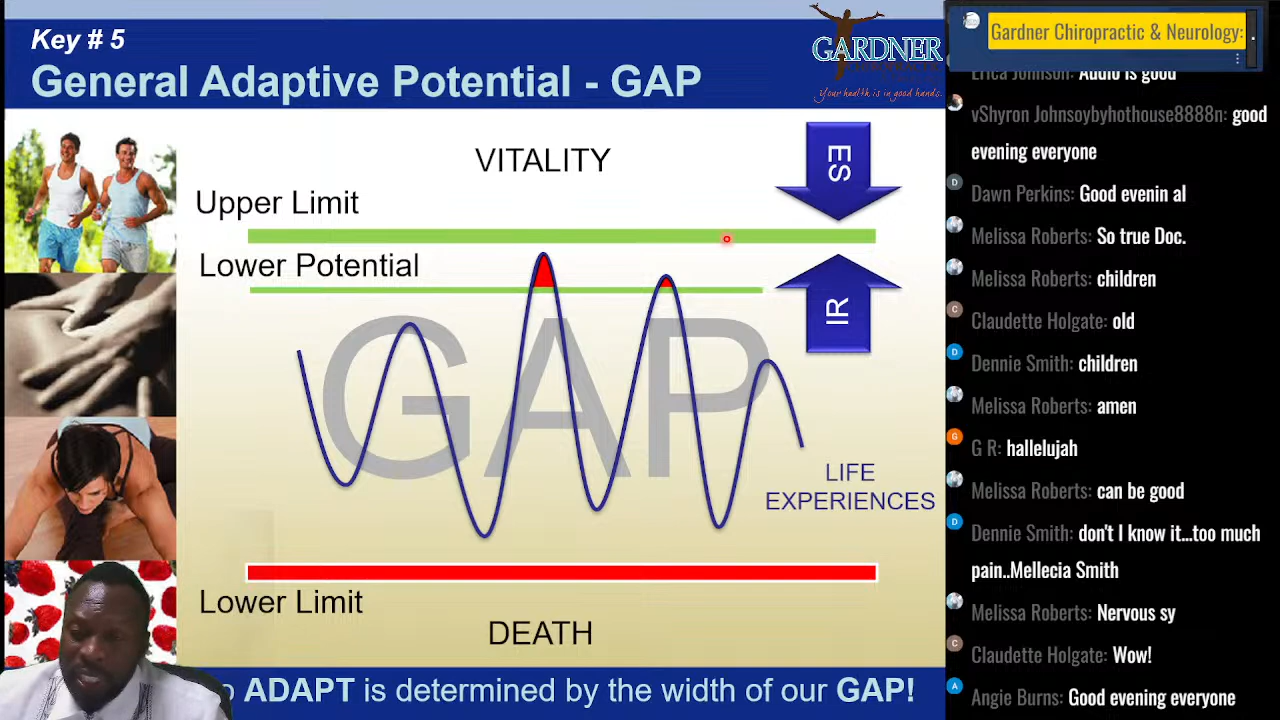 Key # 5
General Adaptive Potential - GAP
GARDNER
Your health is in good hands.
VITALITY
ES
Upper Limit
Lower Potential
IR
GAP
LIFE
EXPERIENCES
Lower Limit
DEATH
ADAPT is determined by the width of our GAP!
Gardner Chiropractic & Neurology:
.
Erica Johnson: Audio is good
vShyron Johnsoybyhothouse8888n: good
evening everyone
Dawn Perkins: Good evenin al
Melissa Roberts: So true Doc.
Melissa Roberts: children
Claudette Holgate: old
Dennie Smith: children
Melissa Roberts: amen
G R: hallelujah
Melissa Roberts: can be good
Dennie Smith: don't I know it...too much
pain..Mellecia Smith
Melissa Roberts: Nervous sy
Claudette Holgate: Wow!
Angie Burns: Good evening everyone